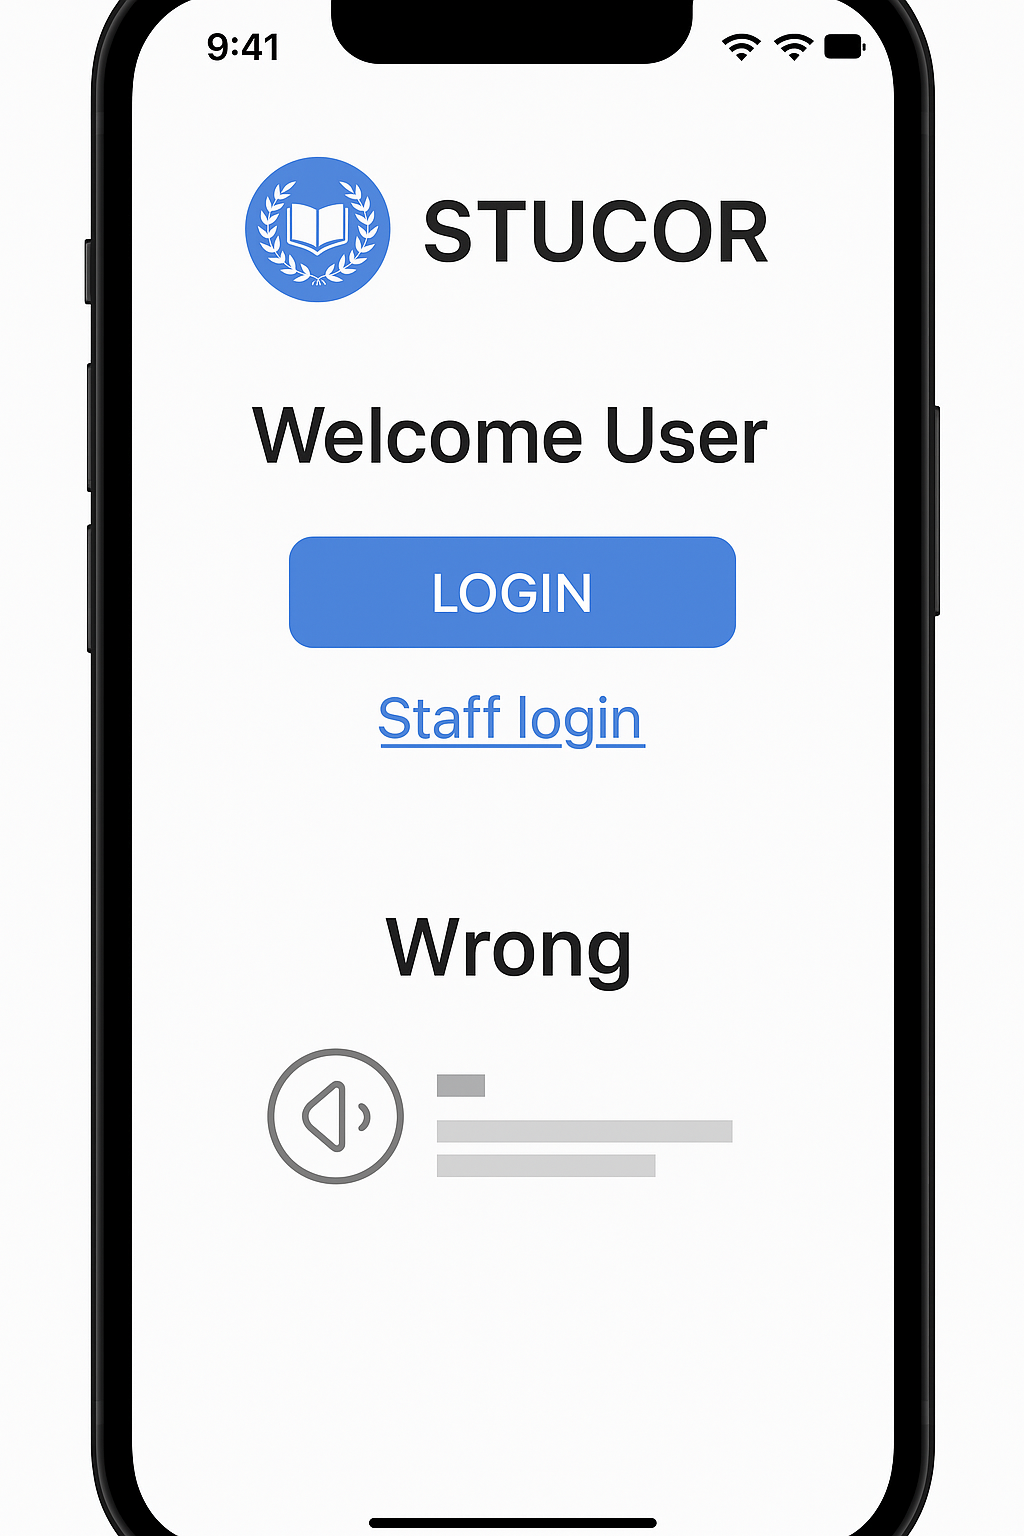 9:41
STUCOR
Welcome User
LOGIN
Staff login
Wrong